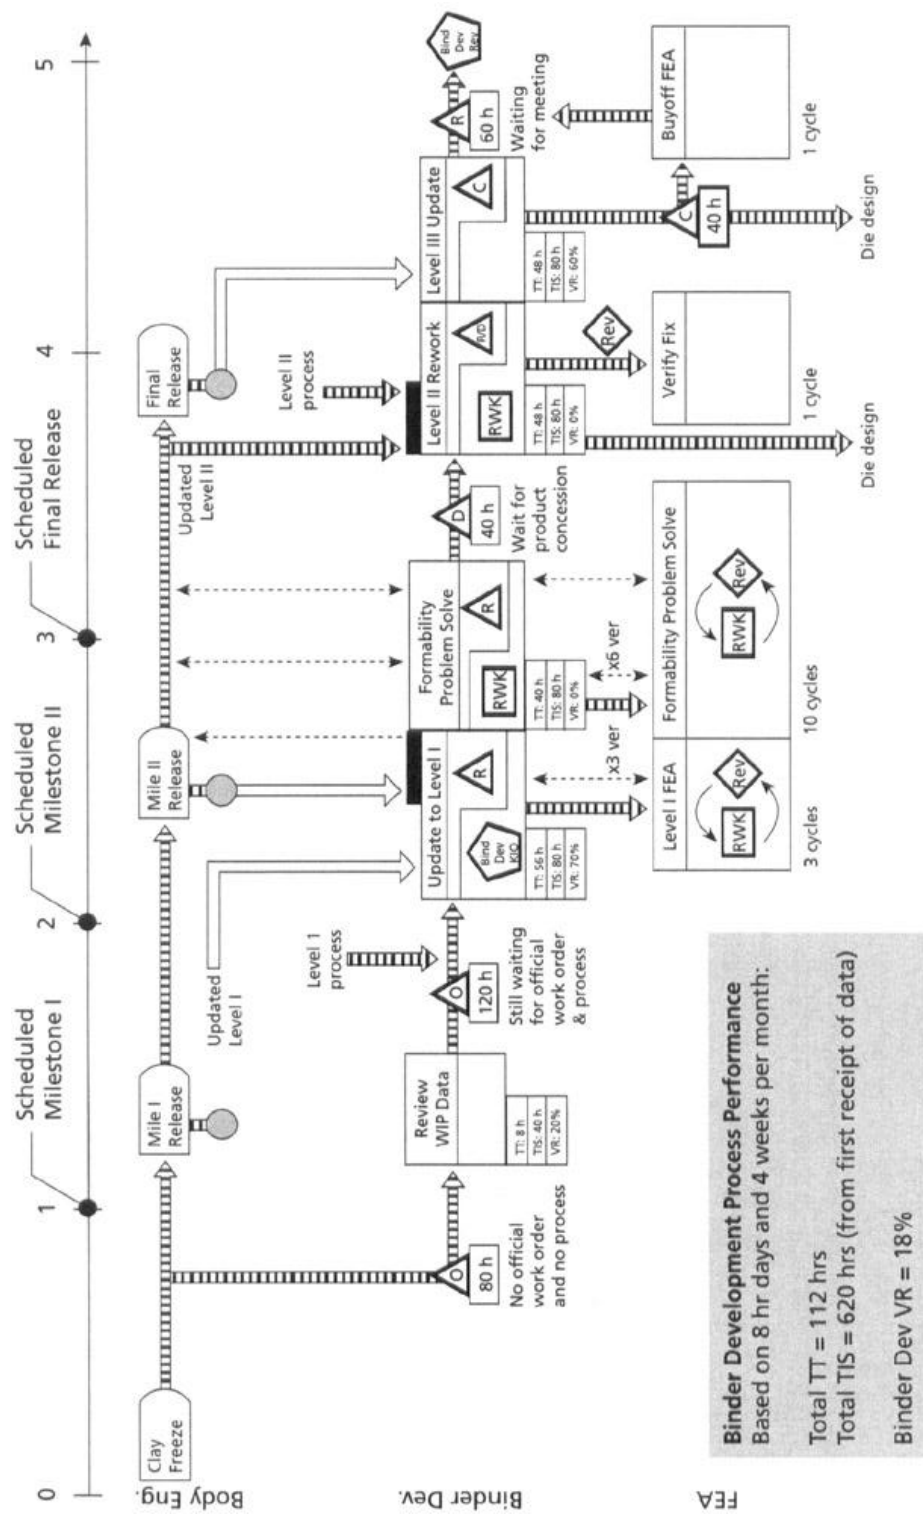 0
1
2
3
4
5
Scheduled
Milestone I
Scheduled
Milestone II
Scheduled
Final Release
Body Eng.
Clay
Freeze
Mile I
Release
Mile II
Release
Final
Release
Updated
Level I
Updated
Level II
Level 1
process
Level II
process
Binder Dev.
O
80 h
No official
work order
and no process
Review
WIP Data
TT: 8 h
TIS: 40 h
VR: 20%
O
120 h
Still waiting
for official
work order
& process
Update to Level I
Bind
Dev
KIO
R
TT: 56 h
TIS: 80 h
VR: 70%
Formability
Problem Solve
RWK
R
TT: 40 h
TIS: 80 h
VR: 0%
D
40 h
Wait for
product
concession
Level II Rework
RWK
R/D
TT: 48 h
TIS: 80 h
VR: 0%
Level III Update
C
TT: 48 h
TIS: 80 h
VR: 60%
R
60 h
Waiting
for meeting
Bind
Dev
Rev
x3 ver
x6 ver
Rev
C
40 h
FEA
Level I FEA
RWK
Rev
3 cycles
Formability Problem Solve
RWK
Rev
10 cycles
Die design
Verify Fix
1 cycle
Die design
Buyoff FEA
1 cycle
Binder Development Process Performance
Based on 8 hr days and 4 weeks per month:
Total TT = 112 hrs
Total TIS = 620 hrs (from first receipt of data)
Binder Dev VR = 18%